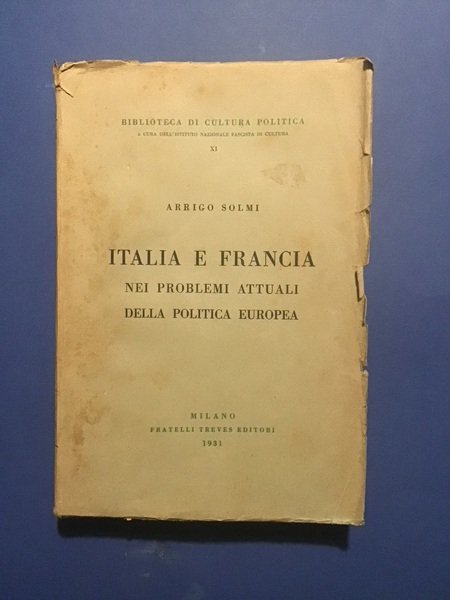 BIBLIOTECA DI CULTURA POLITICA
A CURA DELL'ISTITUTO NAZIONALE FASCISTA DI CULTURA
XI
ARRIGO SOLMI
ITALIA E FRANCIA
NEI PROBLEMI ATTUALI
DELLA POLITICA EUROPEA
MILANO
FRATELLI TREVES EDITORI
1931